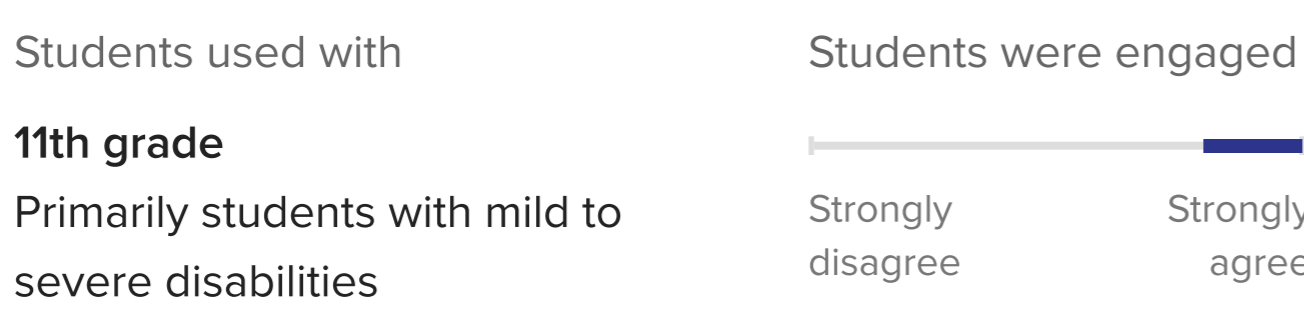 Students used with
11th grade
Primarily students with mild to
severe disabilities
Students were engaged
Strongly
disagree
Strongly
agree